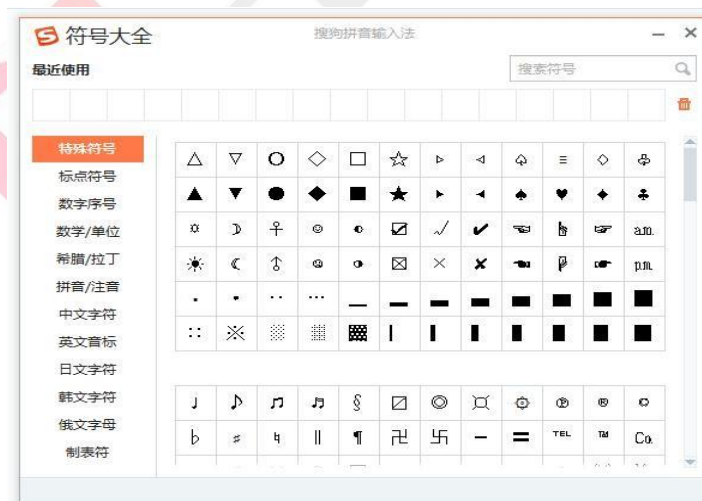 符号大全
搜狗拼音输入法
最近使用
搜索符号
特殊符号
标点符号
数字序号
数学/单位
希腊/拉丁
拼音/注音
中文字符
英文音标
日文字符
韩文字符
俄文字母
制表符
a.m.
p.m.
§ ℗ ® ©
¶ 卍 卐 TEL TM Co.